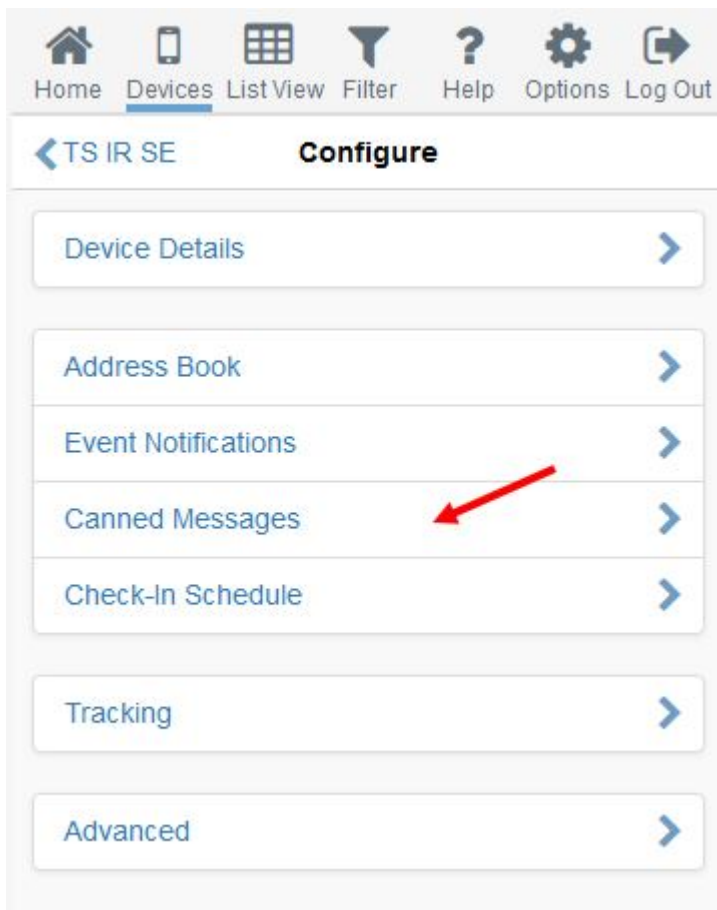 Home Devices List View Filter Help Options Log Out
TS IR SE Configure
Device Details
Address Book
Event Notifications
Canned Messages
Check-In Schedule
Tracking
Advanced